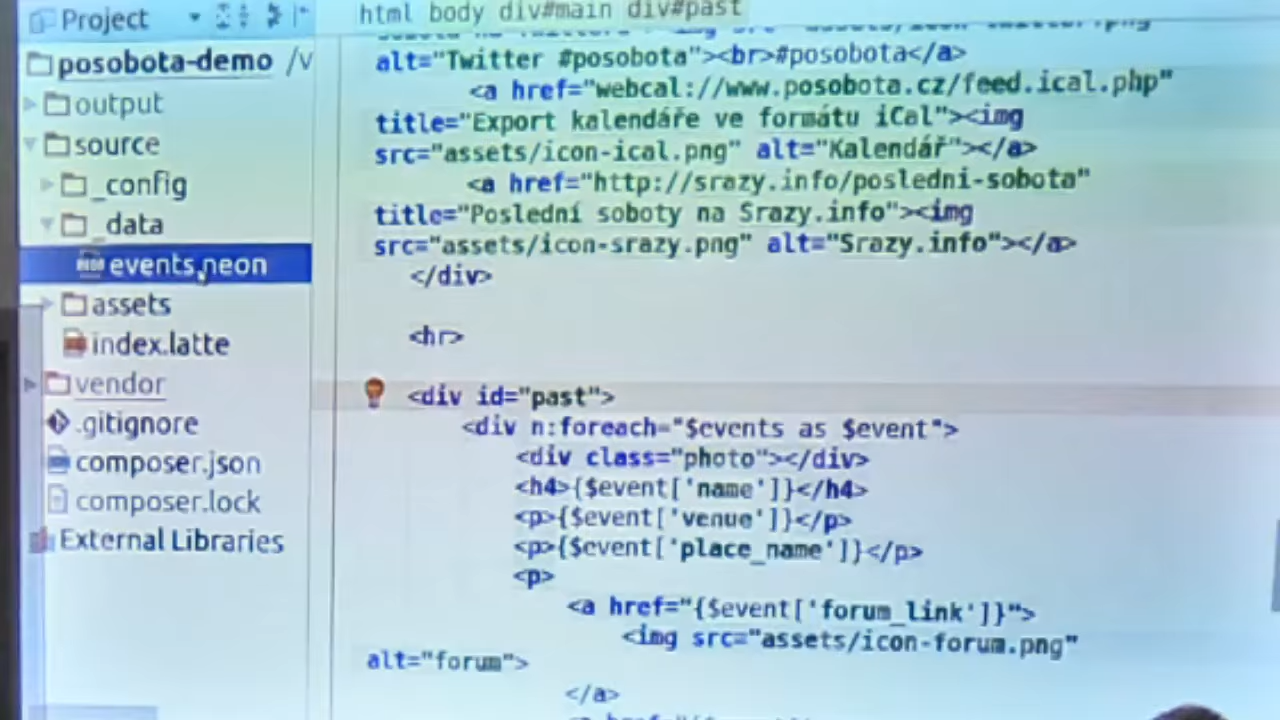 Project
posobota-demo /v
output
source
_config
_data
events.neon
assets
index.latte
vendor
.gitignore
composer.json
composer.lock
External Libraries
html body div#main div#past
alt="Twitter #posobota"><br>#posobota</a>
<a href="webcal://www.posobota.cz/feed.ical.php"
title="Export kalendáře ve formátu iCal"><img
src="assets/icon-ical.png" alt="Kalendář"></a>
<a href="http://srazy.info/posledni-sobota"
title="Poslední soboty na Srazy.info"><img
src="assets/icon-srazy.png" alt="Srazy.info"></a>
</div>
<hr>
<div id="past">
<div n:foreach="$events as $event">
<div class="photo"></div>
<h4>{$event['name']}</h4>
<p>{$event['venue']}</p>
<p>{$event['place_name']}</p>
<p>
<a href="{$event['forum_link']}">
<img src="assets/icon-forum.png"
alt="forum">
</a>